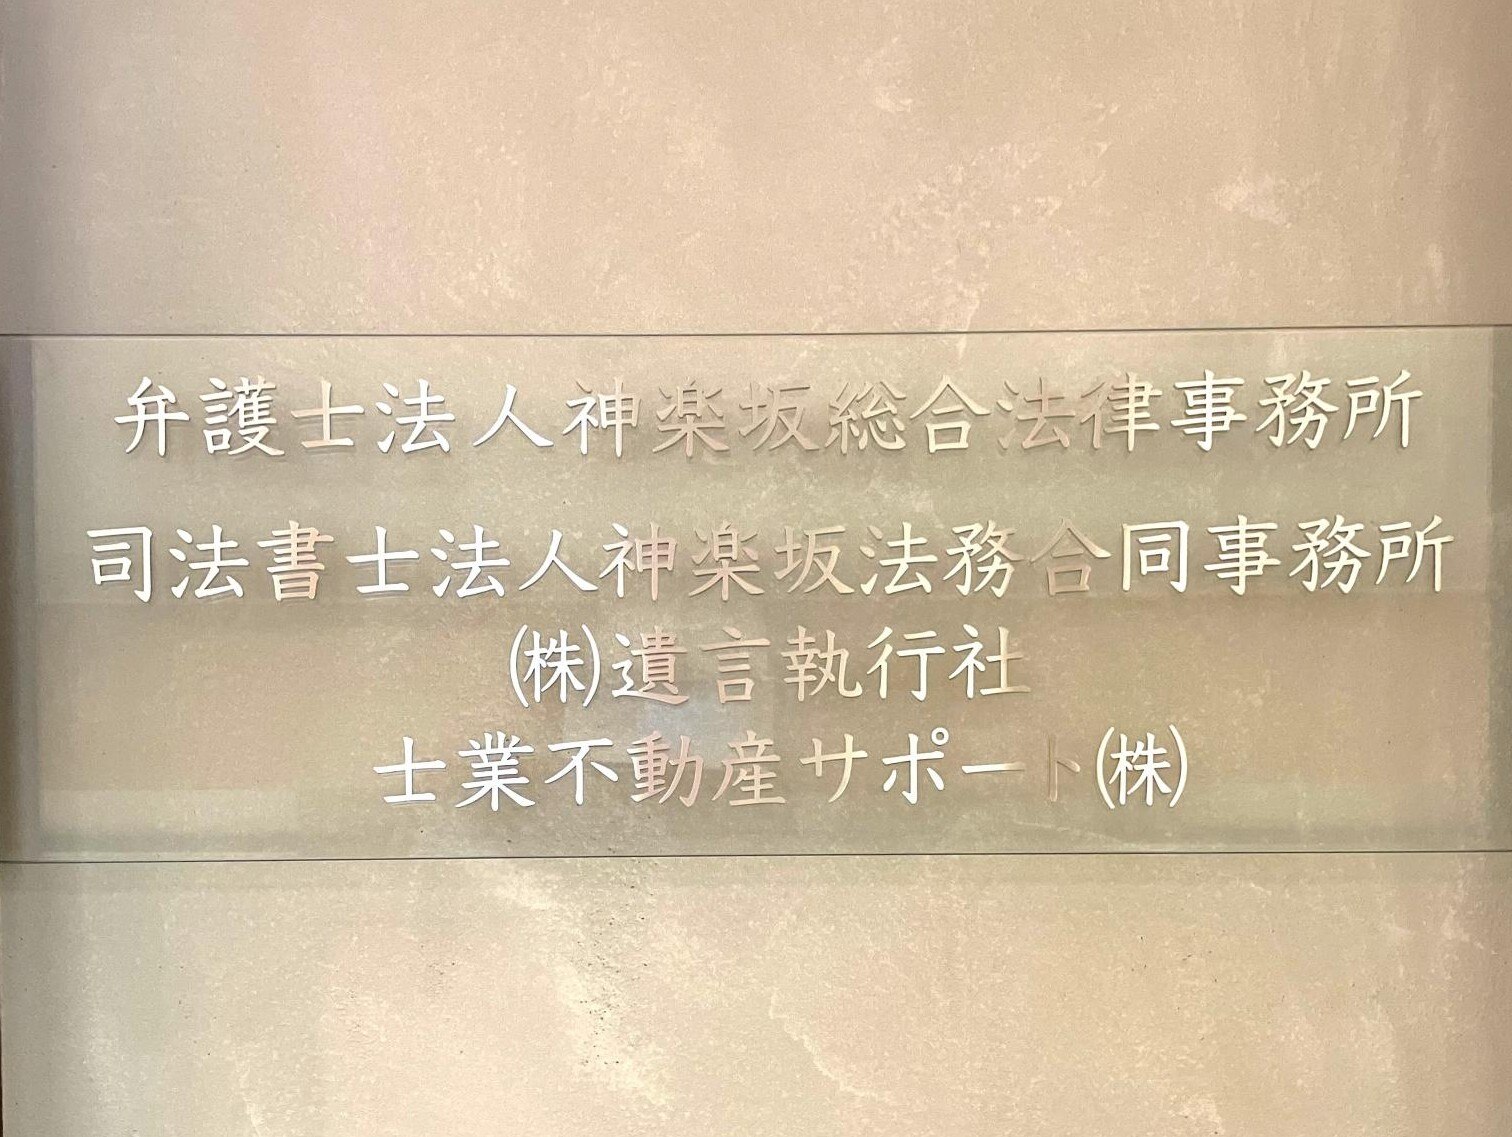 弁護士法人神楽坂総合法律事務所
司法書士法人神楽坂法務合同事務所
㈱遺言執行社
士業不動産サポート㈱